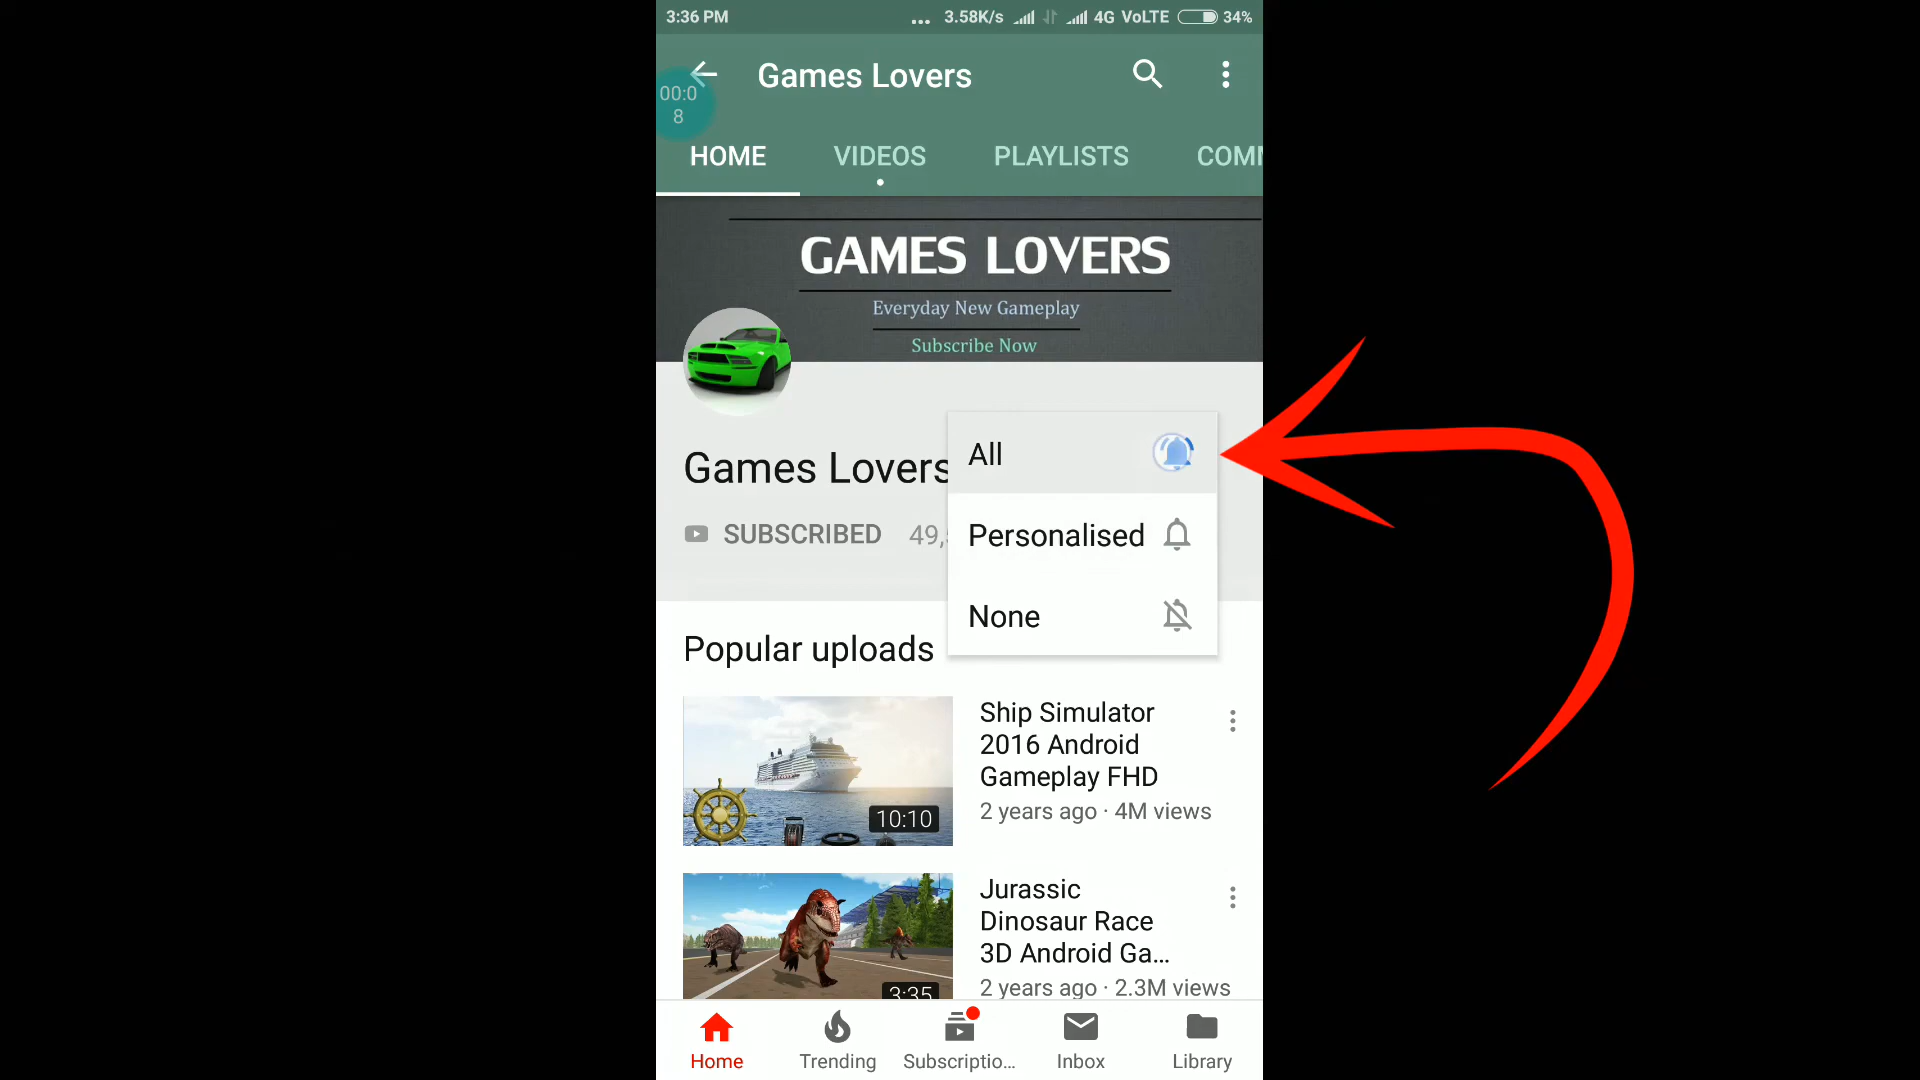 3:36 PM
... 3.58K/s 4G VoLTE 34%
Games Lovers
00:0
8
HOME VIDEOS PLAYLISTS COMM
GAMES LOVERS
Everyday New Gameplay
Subscribe Now
All
Games Lovers
Personalised
SUBSCRIBED 49,
None
Popular uploads
Ship Simulator
2016 Android
Gameplay FHD
10:10
2 years ago · 4M views
Jurassic
Dinosaur Race
3D Android Ga...
3:35
2 years ago · 2.3M views
Home Trending Subscriptio... Inbox Library